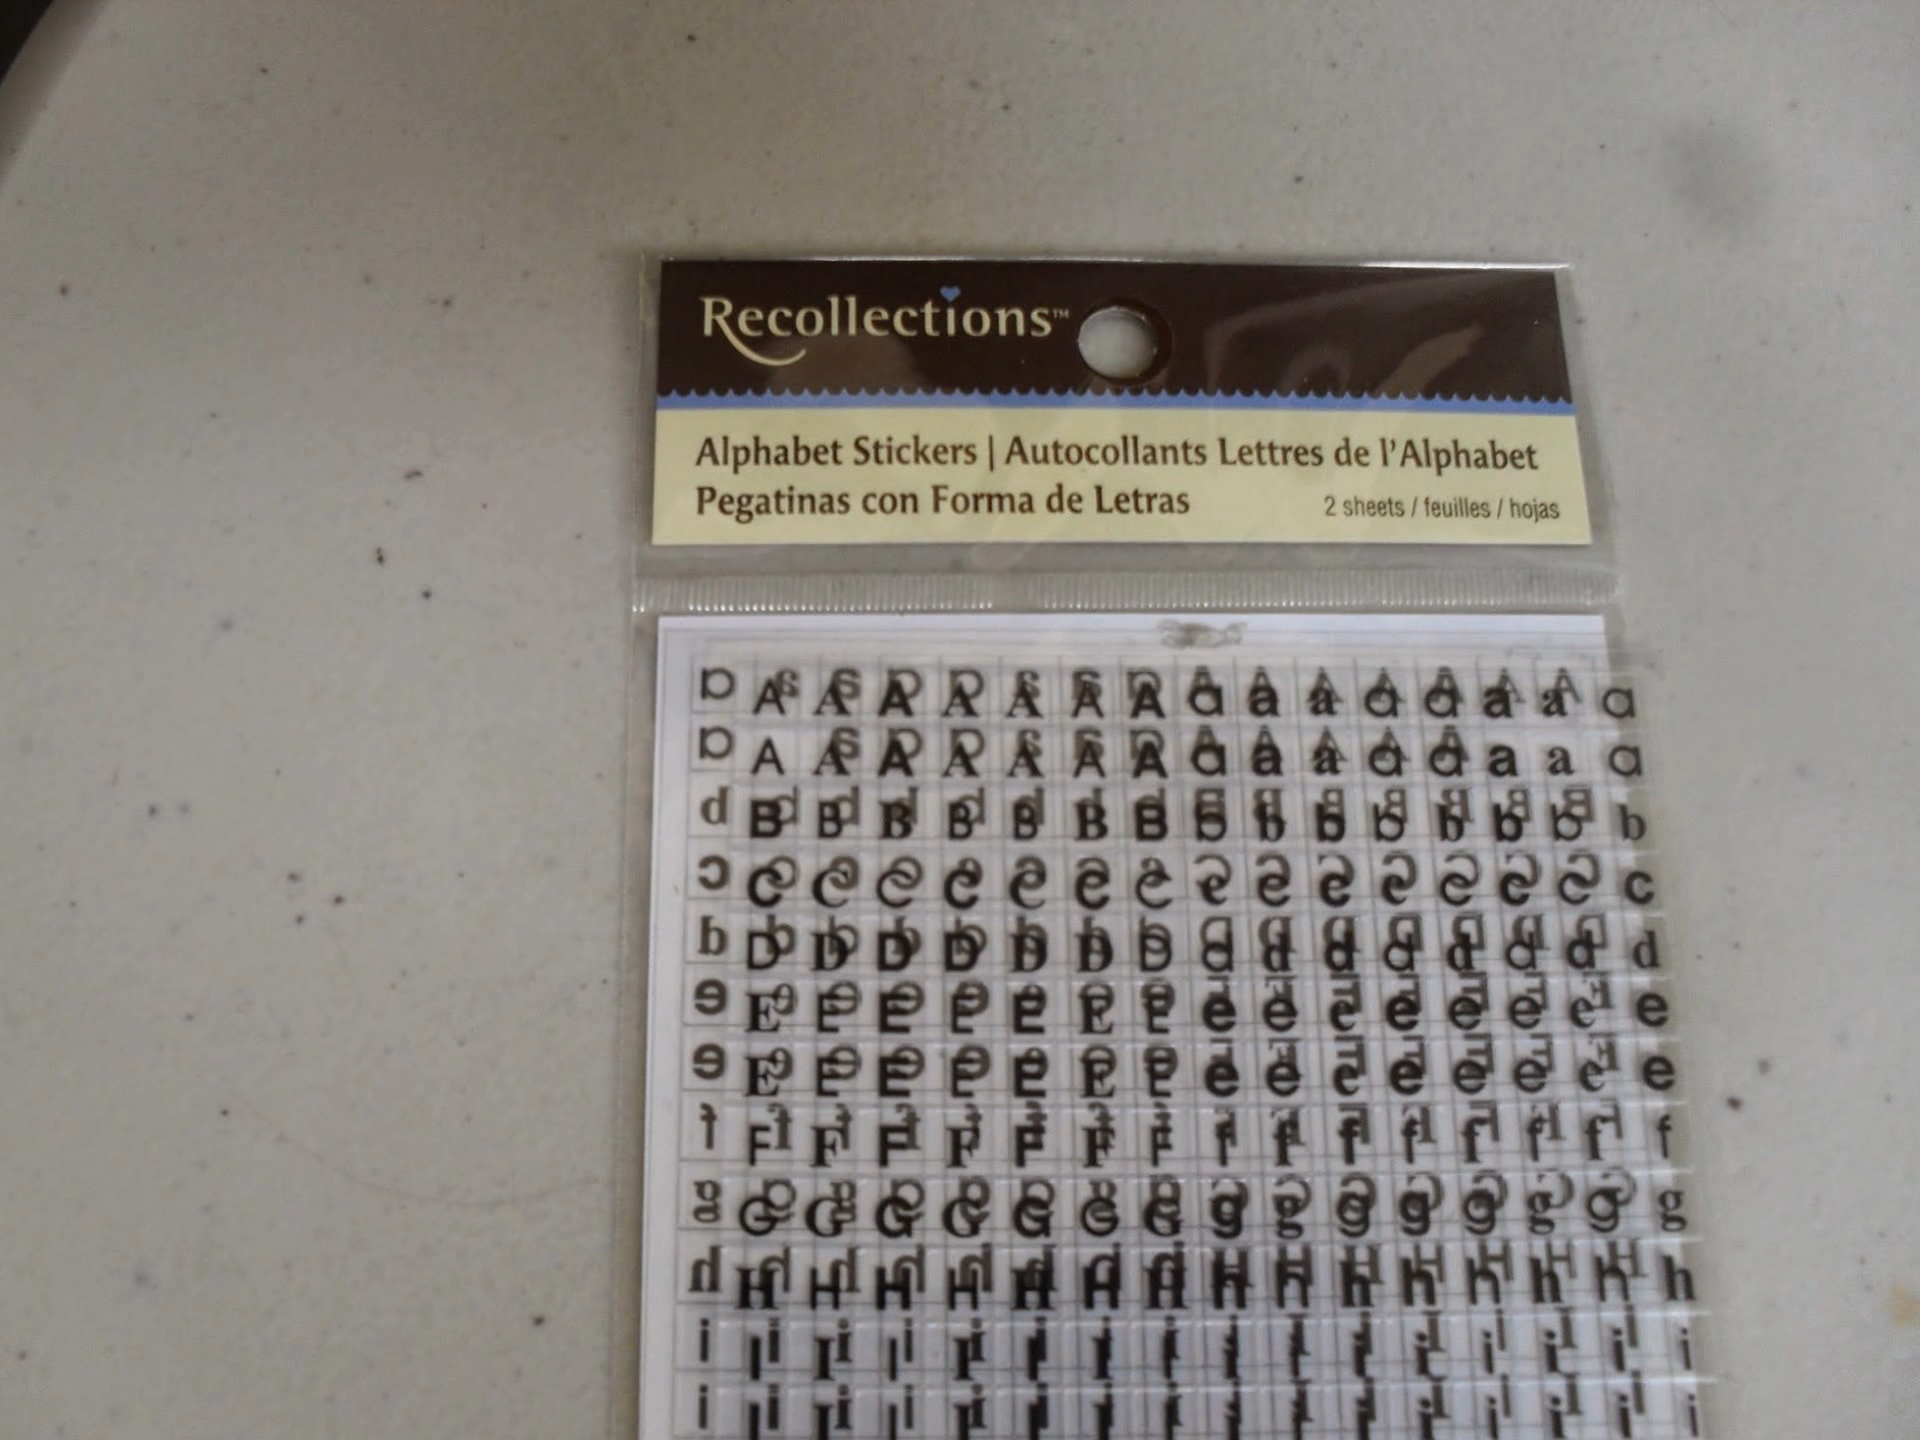 Recollections™
Alphabet Stickers | Autocollants Lettres de l'Alphabet
Pegatinas con Forma de Letras
2 sheets / feuilles / hojas
A A A A A A A a a a a a a a a
A A A A A A A a a a a a a a a
B B B B B B B b b b b b b b b
C C C C C C C c c c c c c c c
D D D D D D D d d d d d d d d
E E E E E E E e e e e e e e e
E E E E E E E e e e e e e e e
F F F F F F F f f f f f f f f
G G G G G G G g g g g g g g g
H H H H H H H h h h h h h h h